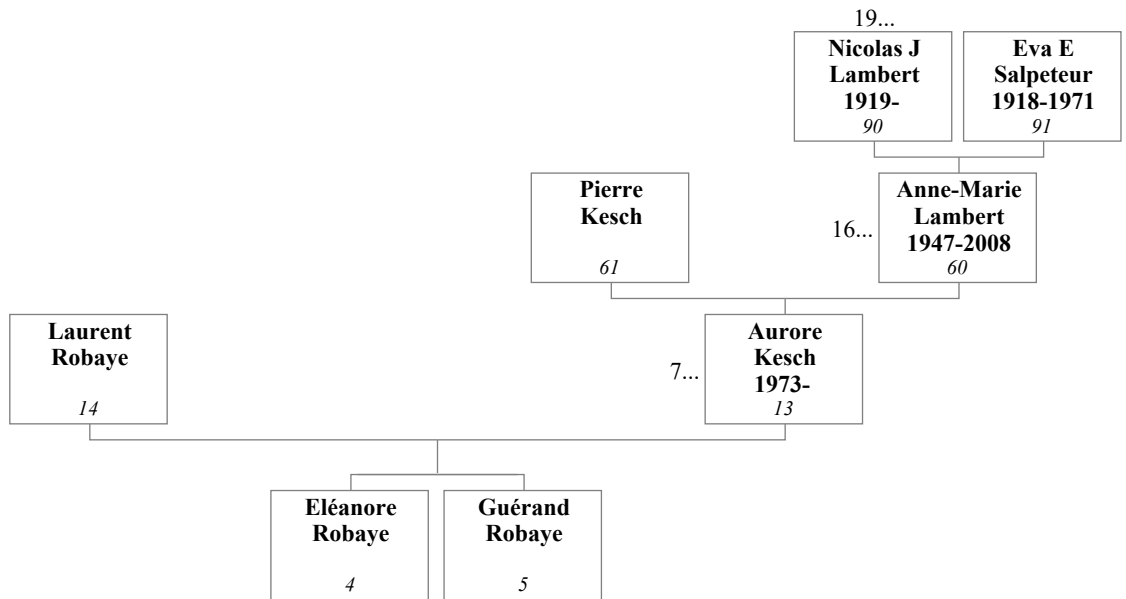 19...
Nicolas J
Lambert
1919-
90
Eva E
Salpeteur
1918-1971
91
Pierre
Kesch
61
16...
Anne-Marie
Lambert
1947-2008
60
Laurent
Robaye
14
7...
Aurore
Kesch
1973-
13
Eléanore
Robaye
4
Guérand
Robaye
5